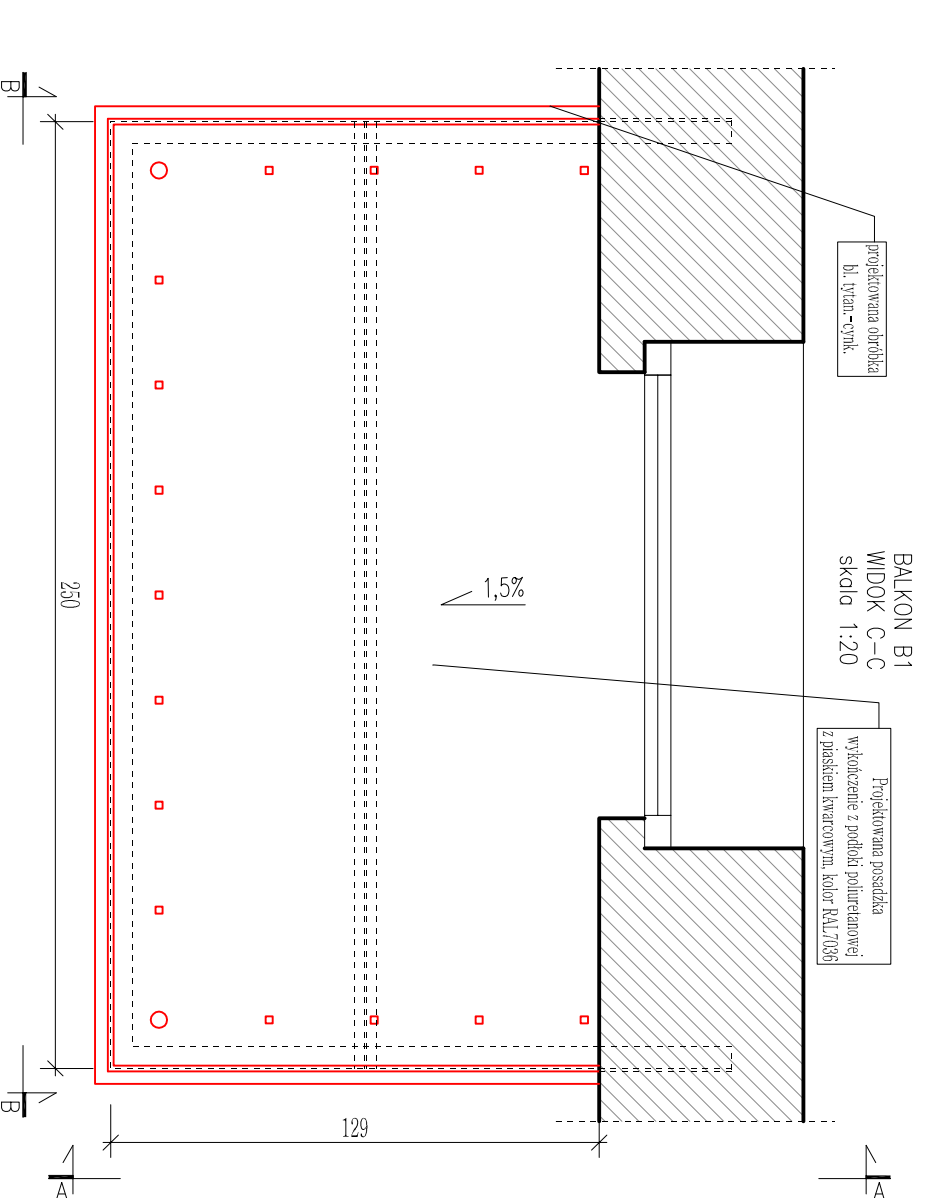 BALKON B1
WIDOK C-C
skala 1:20
projektowana obróbka
bl. tytan.-cynk.
Projektowana posadzka
wykończenie z podłoki poliuretanowej
z piaskiem kwarcowym, kolor RAL7036
1,5%
250
129
B
B
A
A